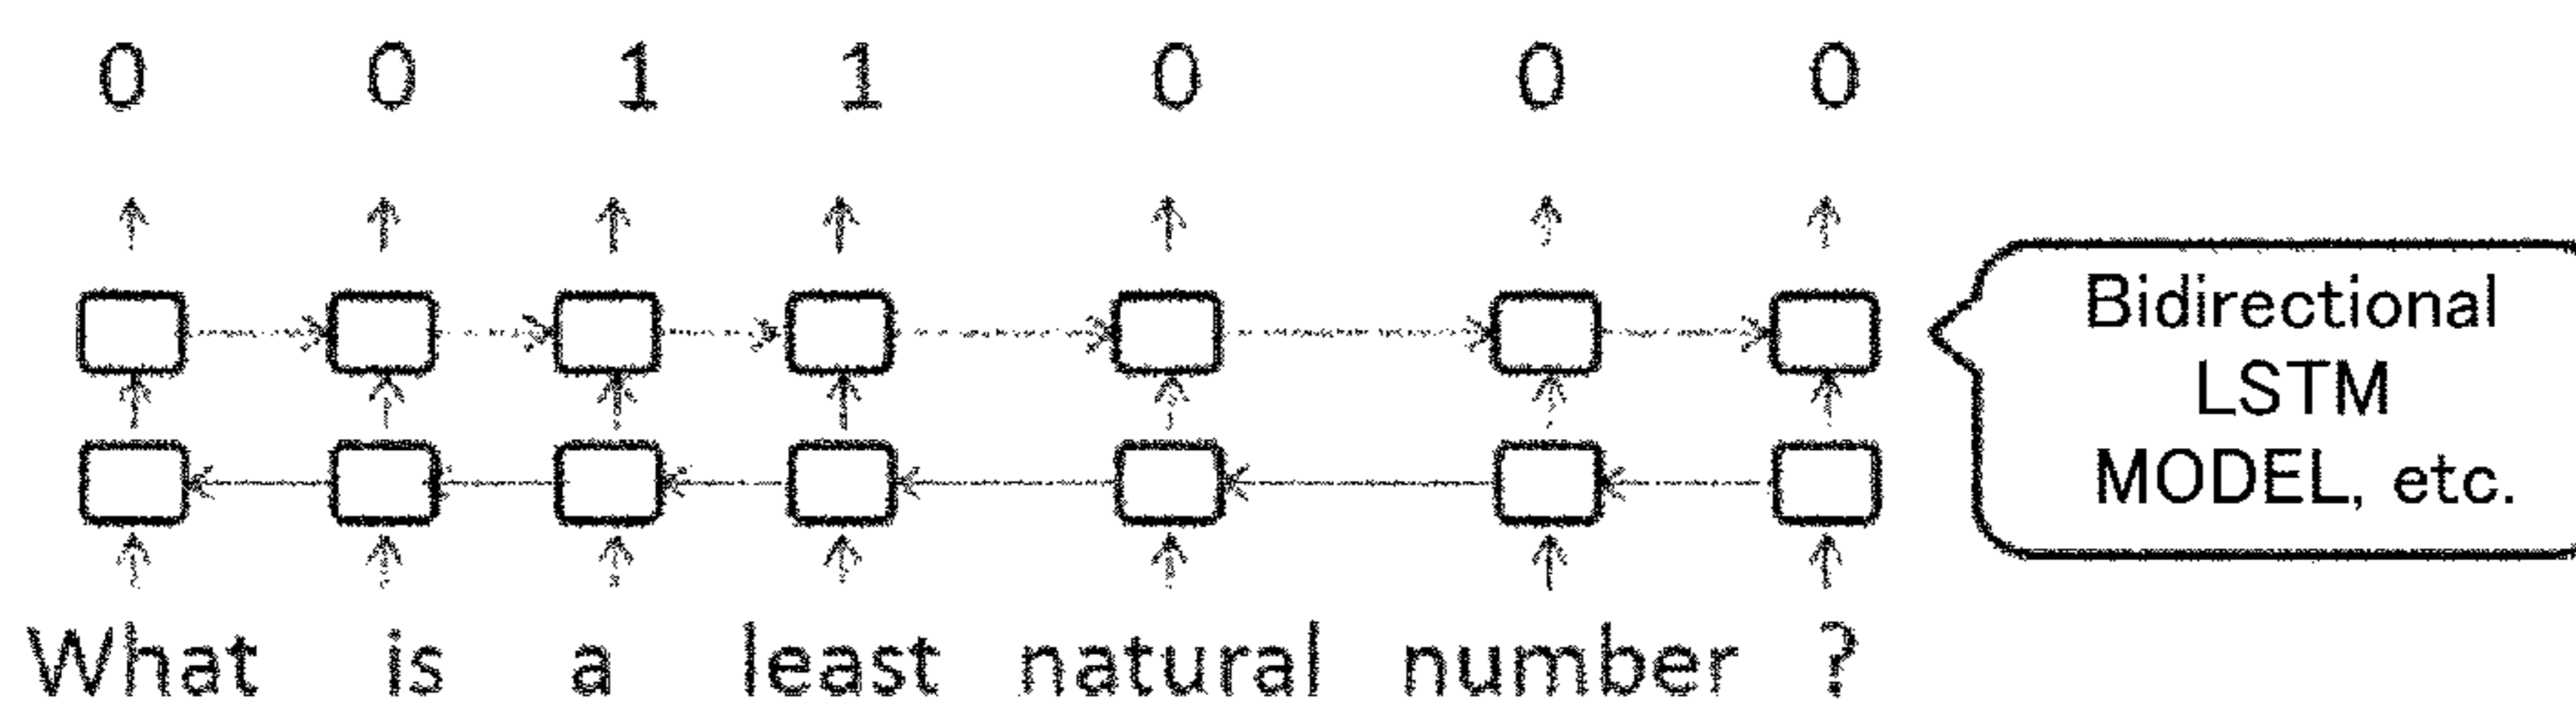 0 0 1 1 0 0 0
Bidirectional
LSTM
MODEL, etc.
What is a least natural number ?